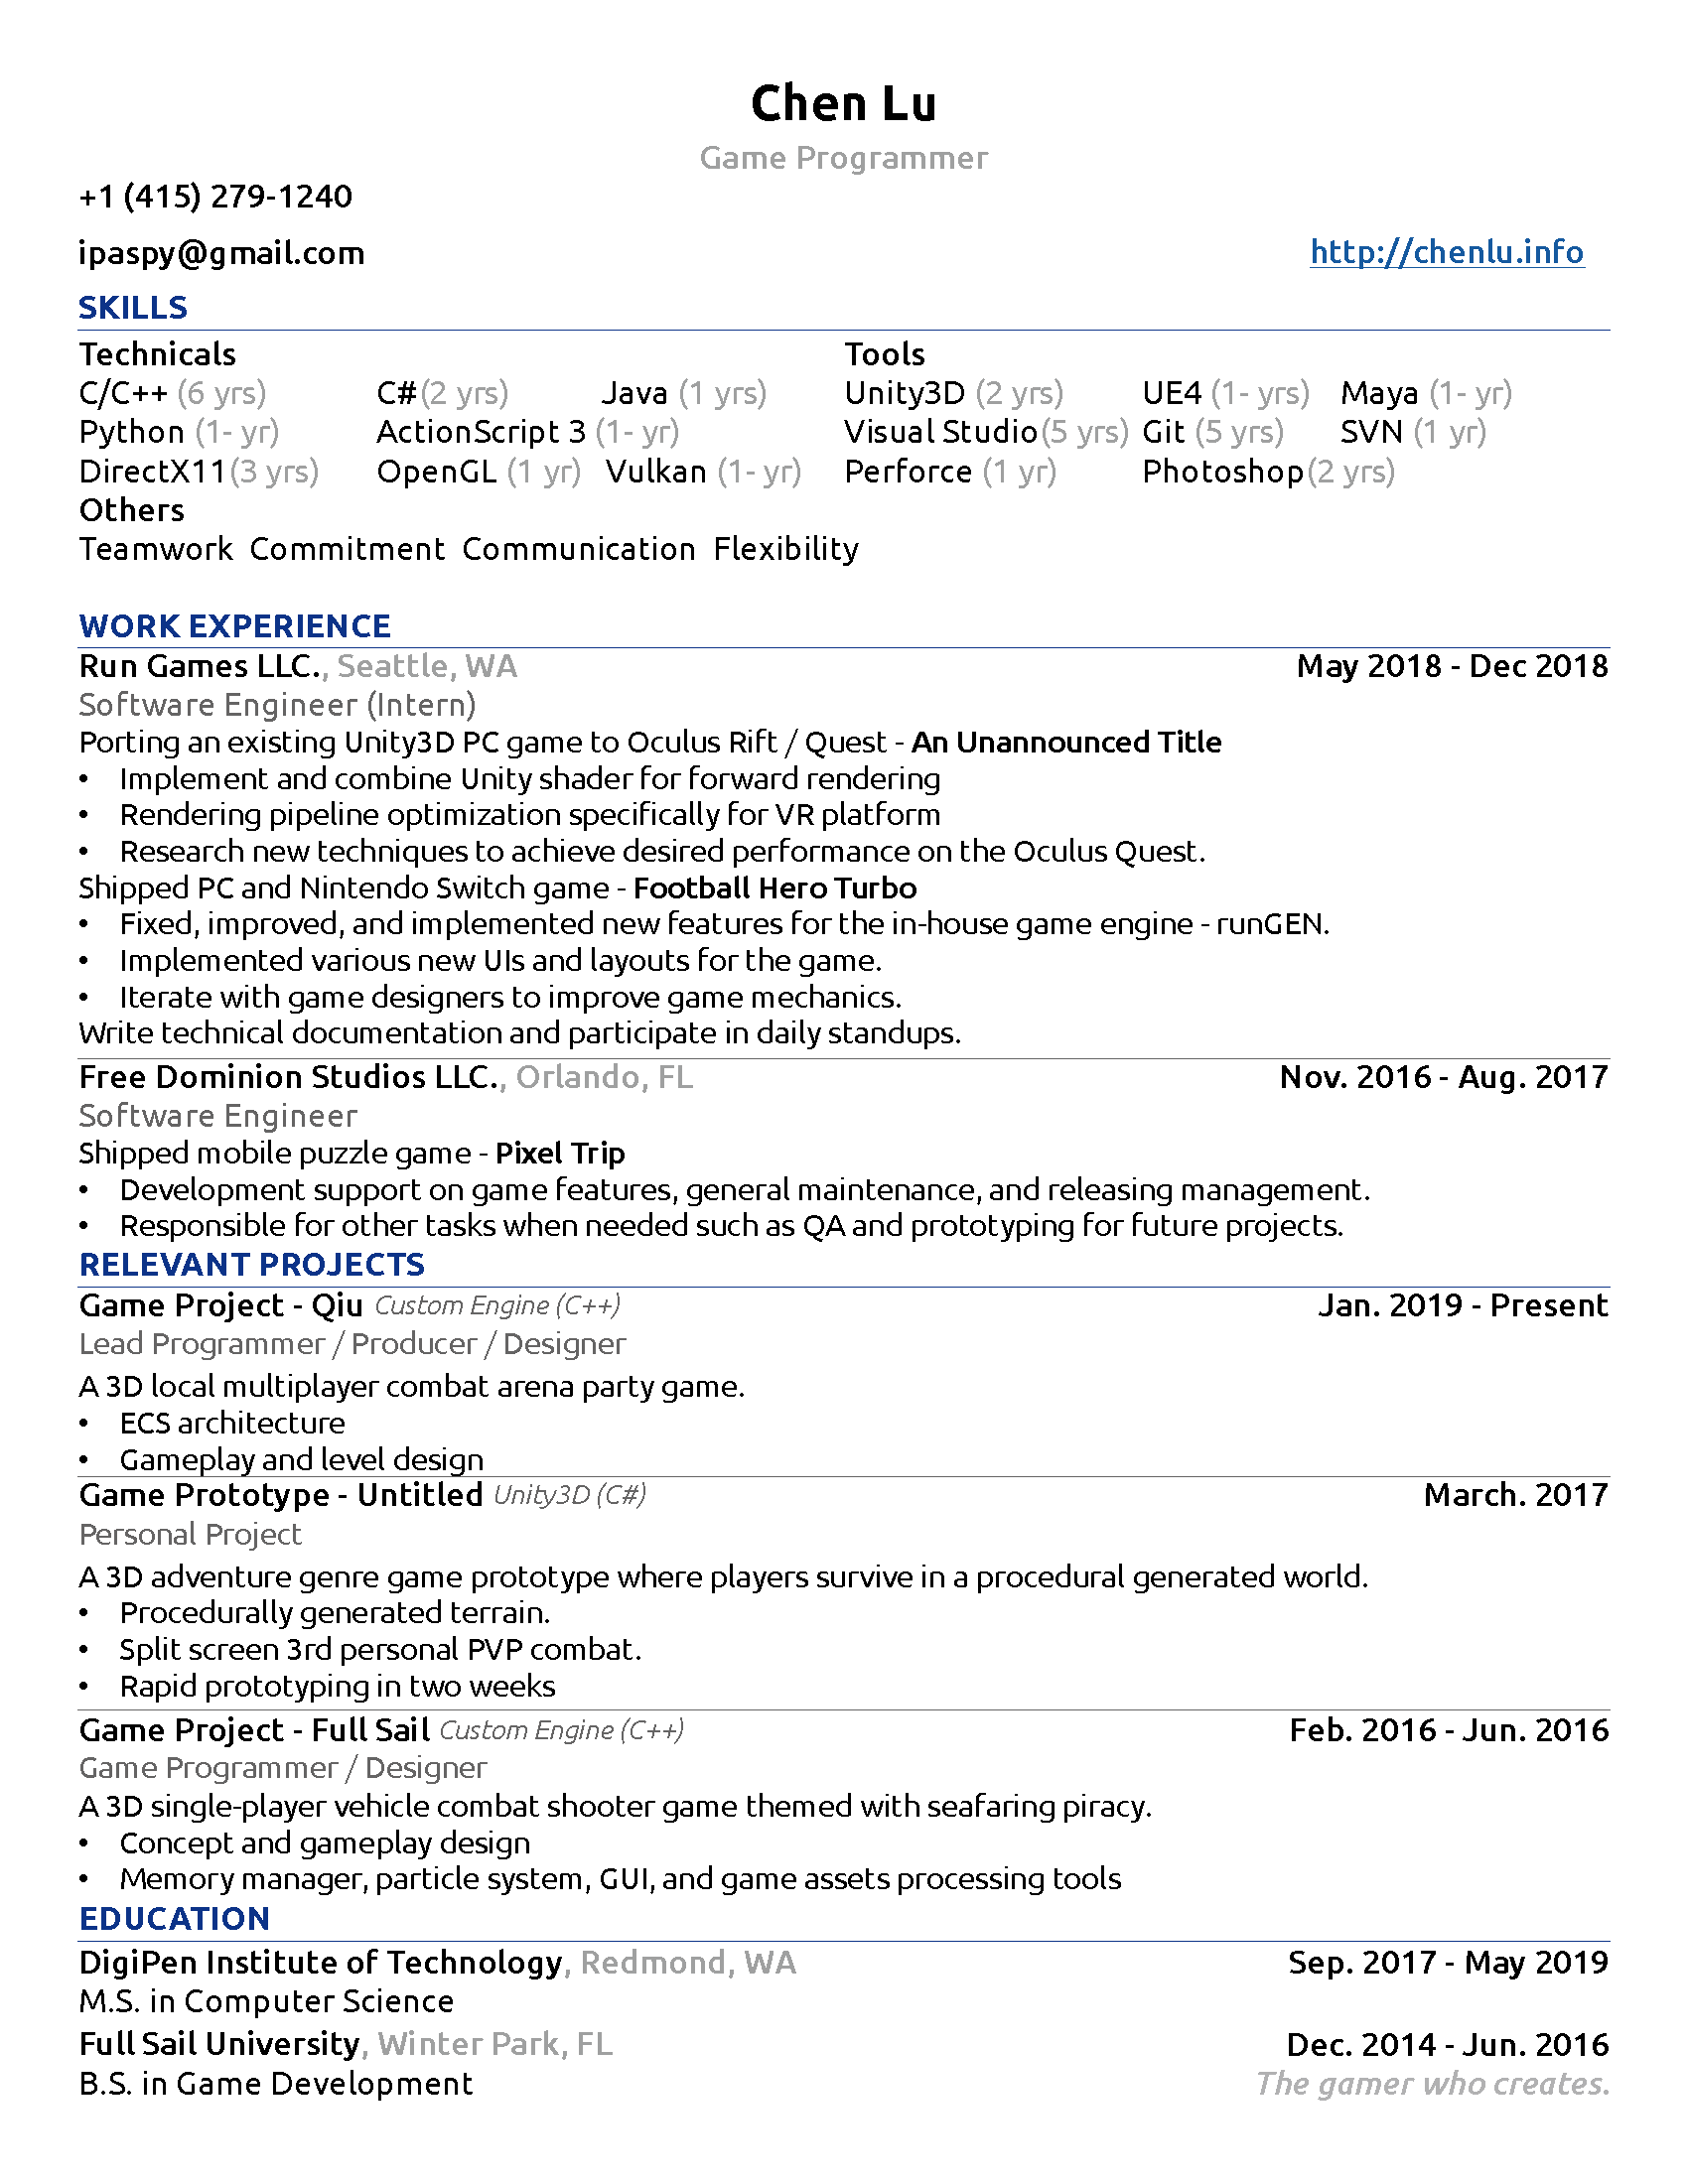 Chen Lu
Game Programmer
+1 (415) 279-1240
ipaspy@gmail.com http://chenlu.info
SKILLS
Technicals Tools
C/C++ (6 yrs) C#(2 yrs) Java (1 yrs) Unity3D (2 yrs) UE4 (1- yrs) Maya (1- yr)
Python (1- yr) ActionScript 3 (1- yr) Visual Studio(5 yrs) Git (5 yrs) SVN (1 yr)
DirectX11(3 yrs) OpenGL (1 yr) Vulkan (1- yr) Perforce (1 yr) Photoshop(2 yrs)
Others
Teamwork Commitment Communication Flexibility
WORK EXPERIENCE
Run Games LLC., Seattle, WA May 2018 - Dec 2018
Software Engineer (Intern)
Porting an existing Unity3D PC game to Oculus Rift / Quest - An Unannounced Title
• Implement and combine Unity shader for forward rendering
• Rendering pipeline optimization specifically for VR platform
• Research new techniques to achieve desired performance on the Oculus Quest.
Shipped PC and Nintendo Switch game - Football Hero Turbo
• Fixed, improved, and implemented new features for the in-house game engine - runGEN.
• Implemented various new UIs and layouts for the game.
• Iterate with game designers to improve game mechanics.
Write technical documentation and participate in daily standups.
Free Dominion Studios LLC., Orlando, FL Nov. 2016 - Aug. 2017
Software Engineer
Shipped mobile puzzle game - Pixel Trip
• Development support on game features, general maintenance, and releasing management.
• Responsible for other tasks when needed such as QA and prototyping for future projects.
RELEVANT PROJECTS
Game Project - Qiu Custom Engine (C++) Jan. 2019 - Present
Lead Programmer / Producer / Designer
A 3D local multiplayer combat arena party game.
• ECS architecture
• Gameplay and level design
Game Prototype - Untitled Unity3D (C#) March. 2017
Personal Project
A 3D adventure genre game prototype where players survive in a procedural generated world.
• Procedurally generated terrain.
• Split screen 3rd personal PVP combat.
• Rapid prototyping in two weeks
Game Project - Full Sail Custom Engine (C++) Feb. 2016 - Jun. 2016
Game Programmer / Designer
A 3D single-player vehicle combat shooter game themed with seafaring piracy.
• Concept and gameplay design
• Memory manager, particle system, GUI, and game assets processing tools
EDUCATION
DigiPen Institute of Technology, Redmond, WA Sep. 2017 - May 2019
M.S. in Computer Science
Full Sail University, Winter Park, FL Dec. 2014 - Jun. 2016
B.S. in Game Development The gamer who creates.